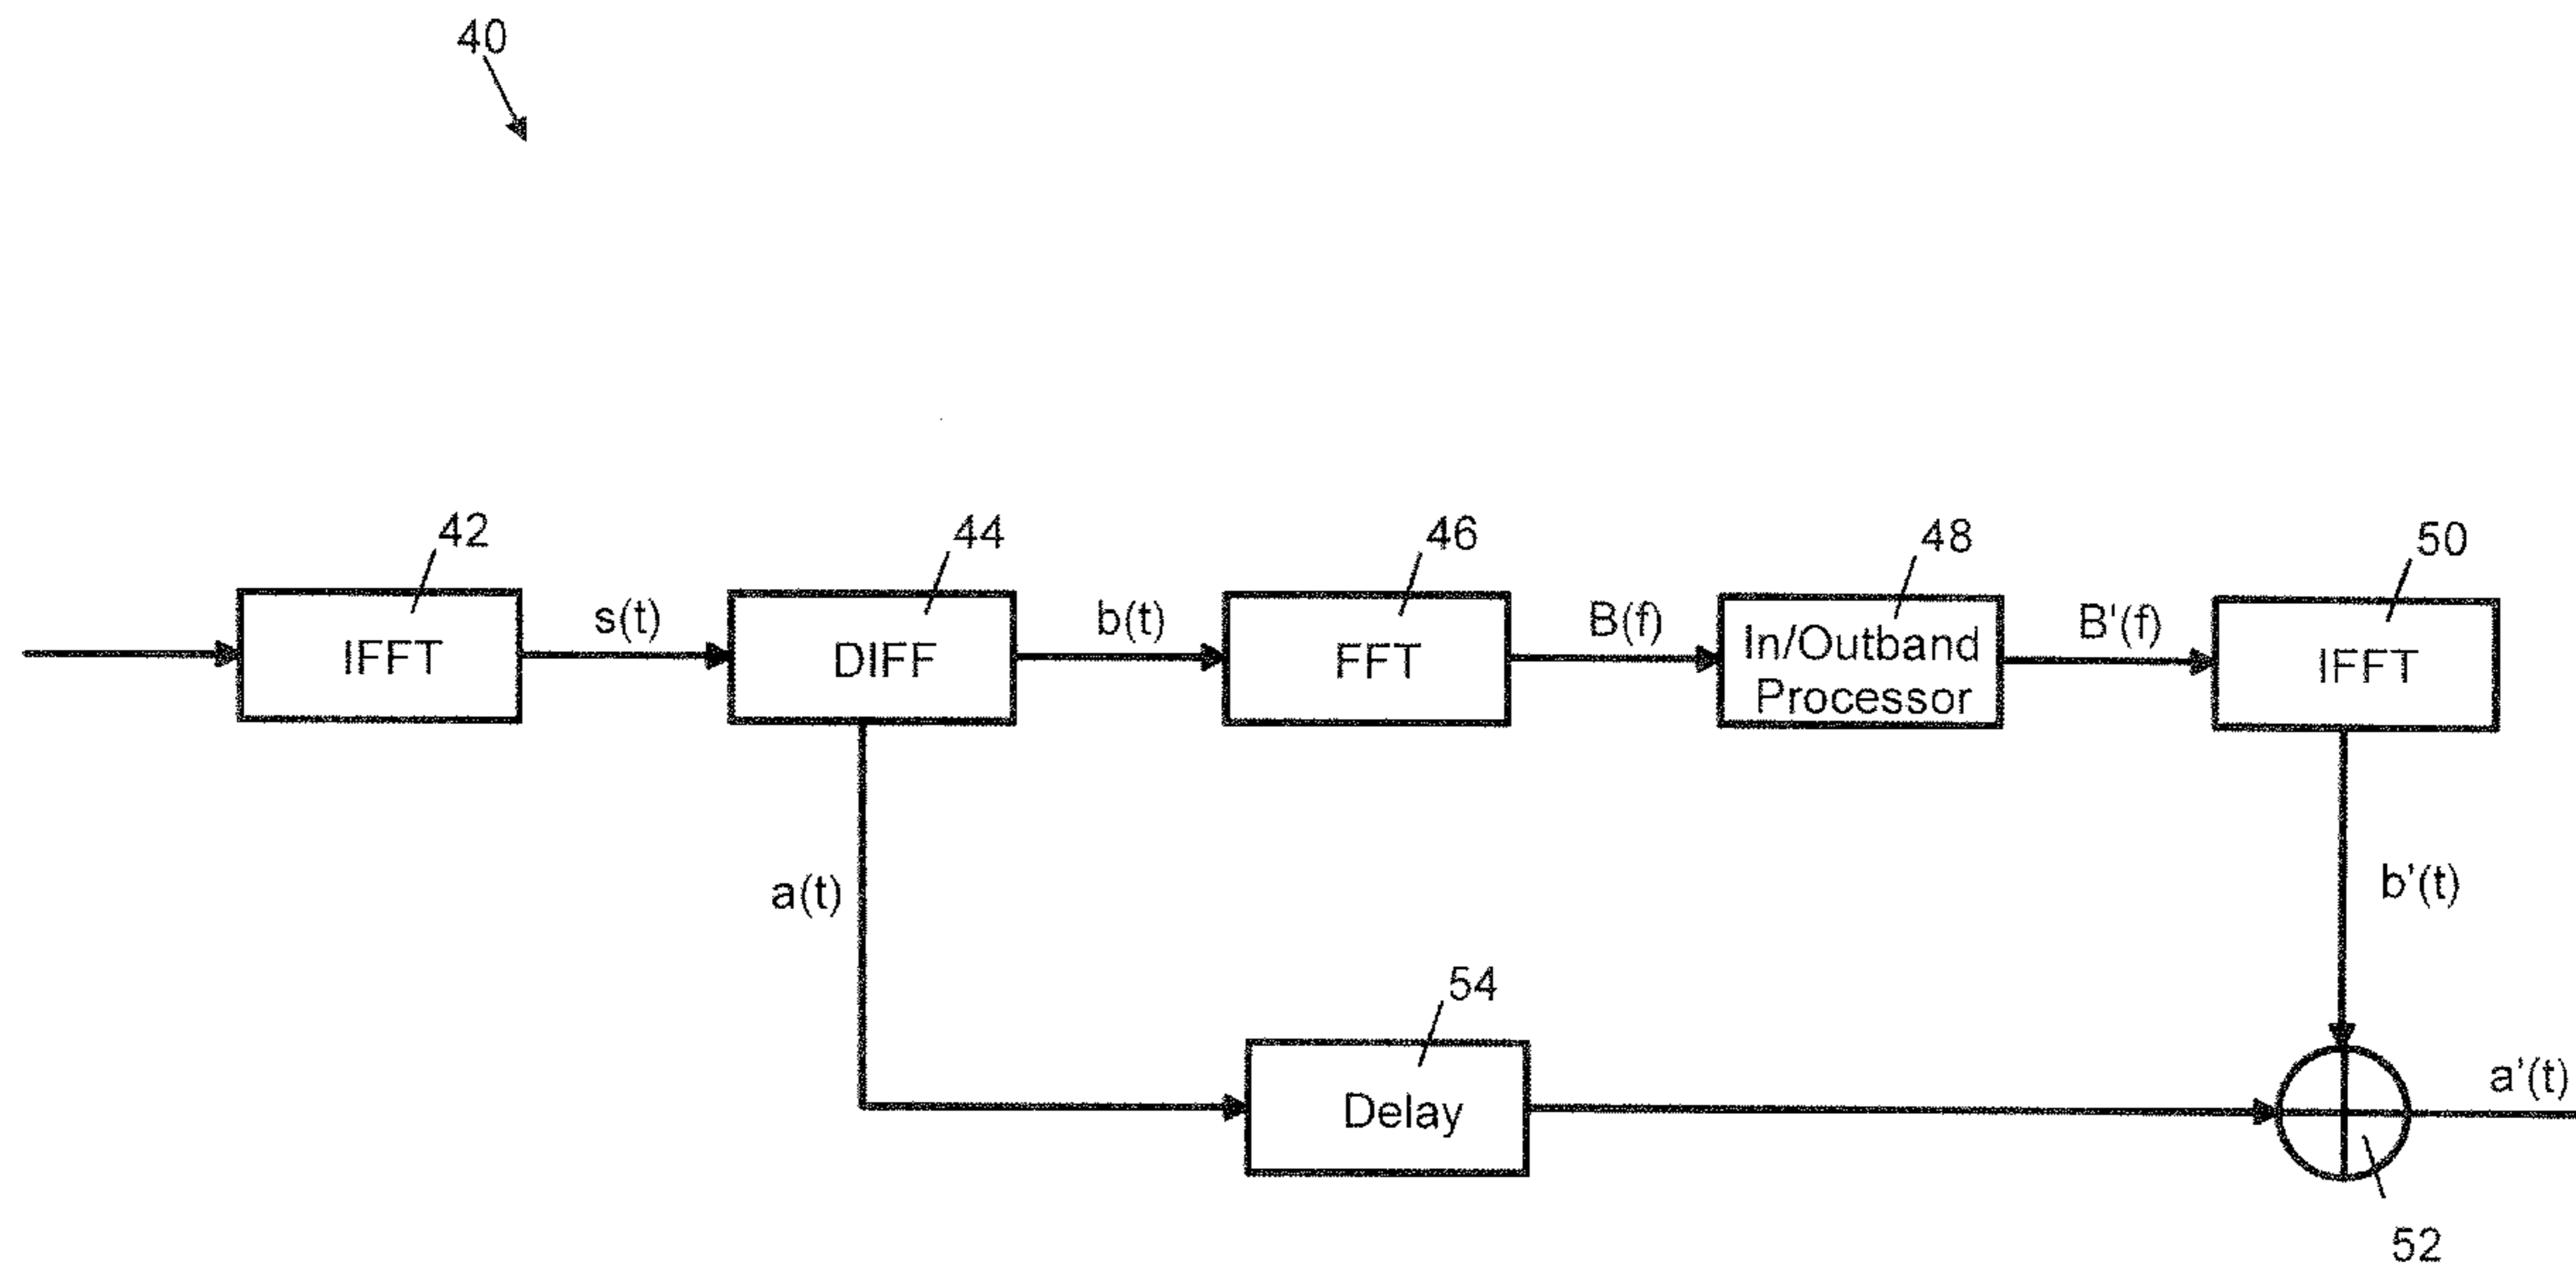 40
42
44
46
48
50
IFFT
s(t)
DIFF
b(t)
FFT
B(f)
In/Outband
Processor
B'(f)
IFFT
a(t)
b'(t)
54
Delay
a'(t)
52